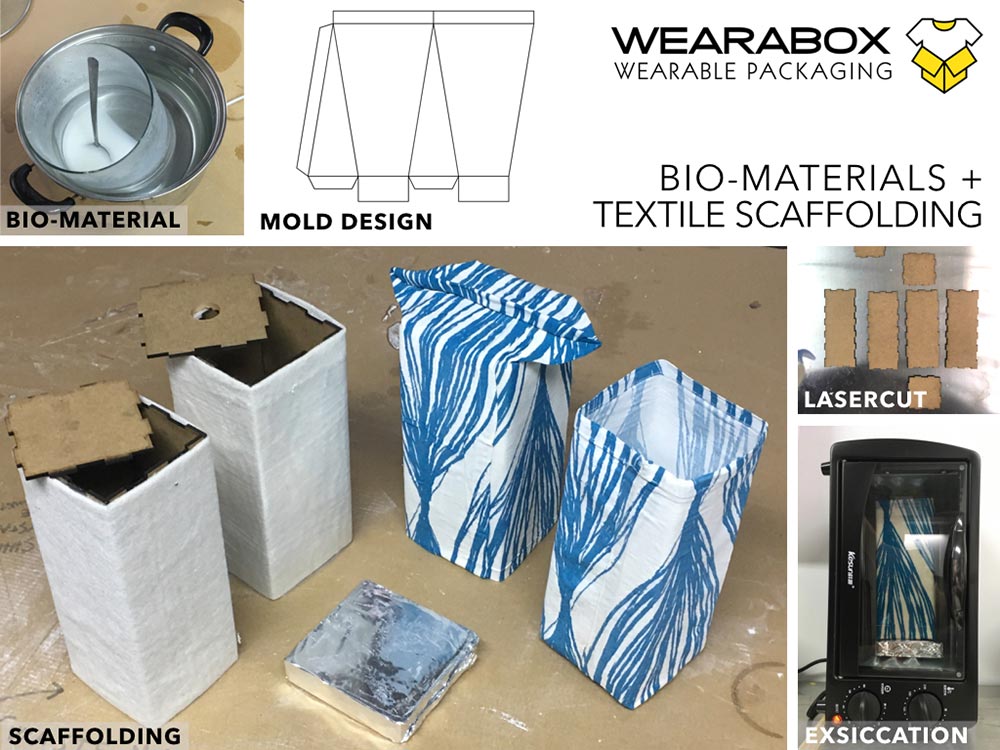 WEARABOX
WEARABLE PACKAGING
BIO-MATERIALS +
TEXTILE SCAFFOLDING
BIO-MATERIAL
MOLD DESIGN
LASERCUT
SCAFFOLDING
EXSICCATION